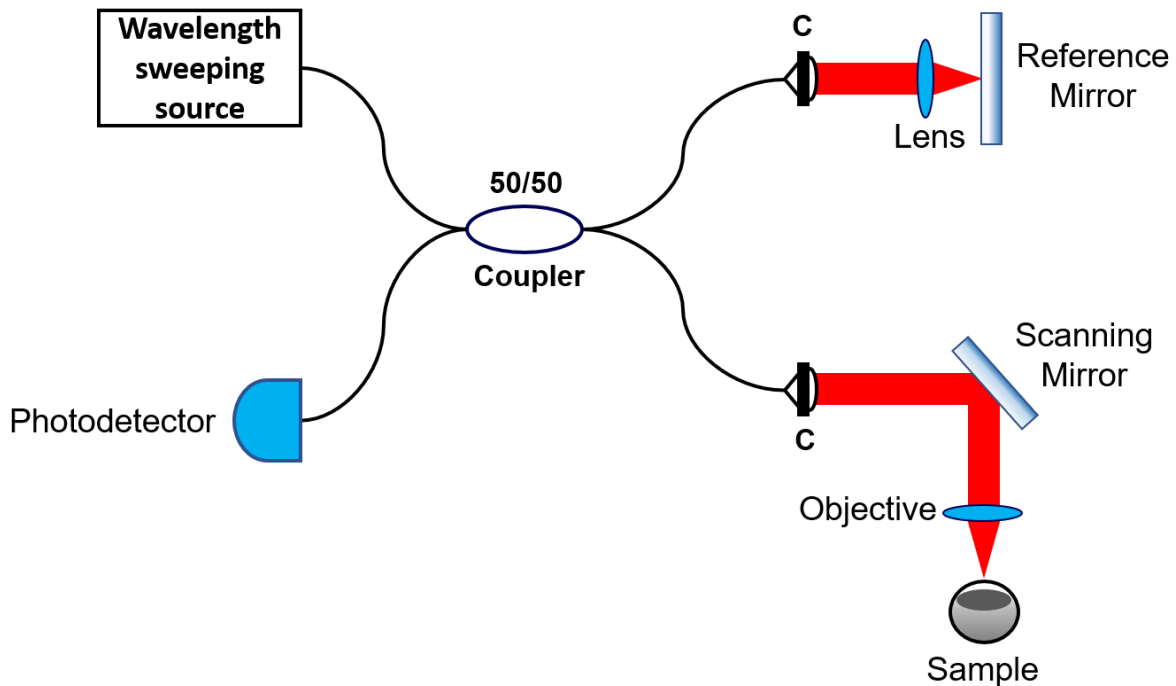 Wavelength
sweeping
source
C
Reference
Mirror
Lens
50/50
Coupler
Scanning
Mirror
Photodetector
C
Objective
Sample